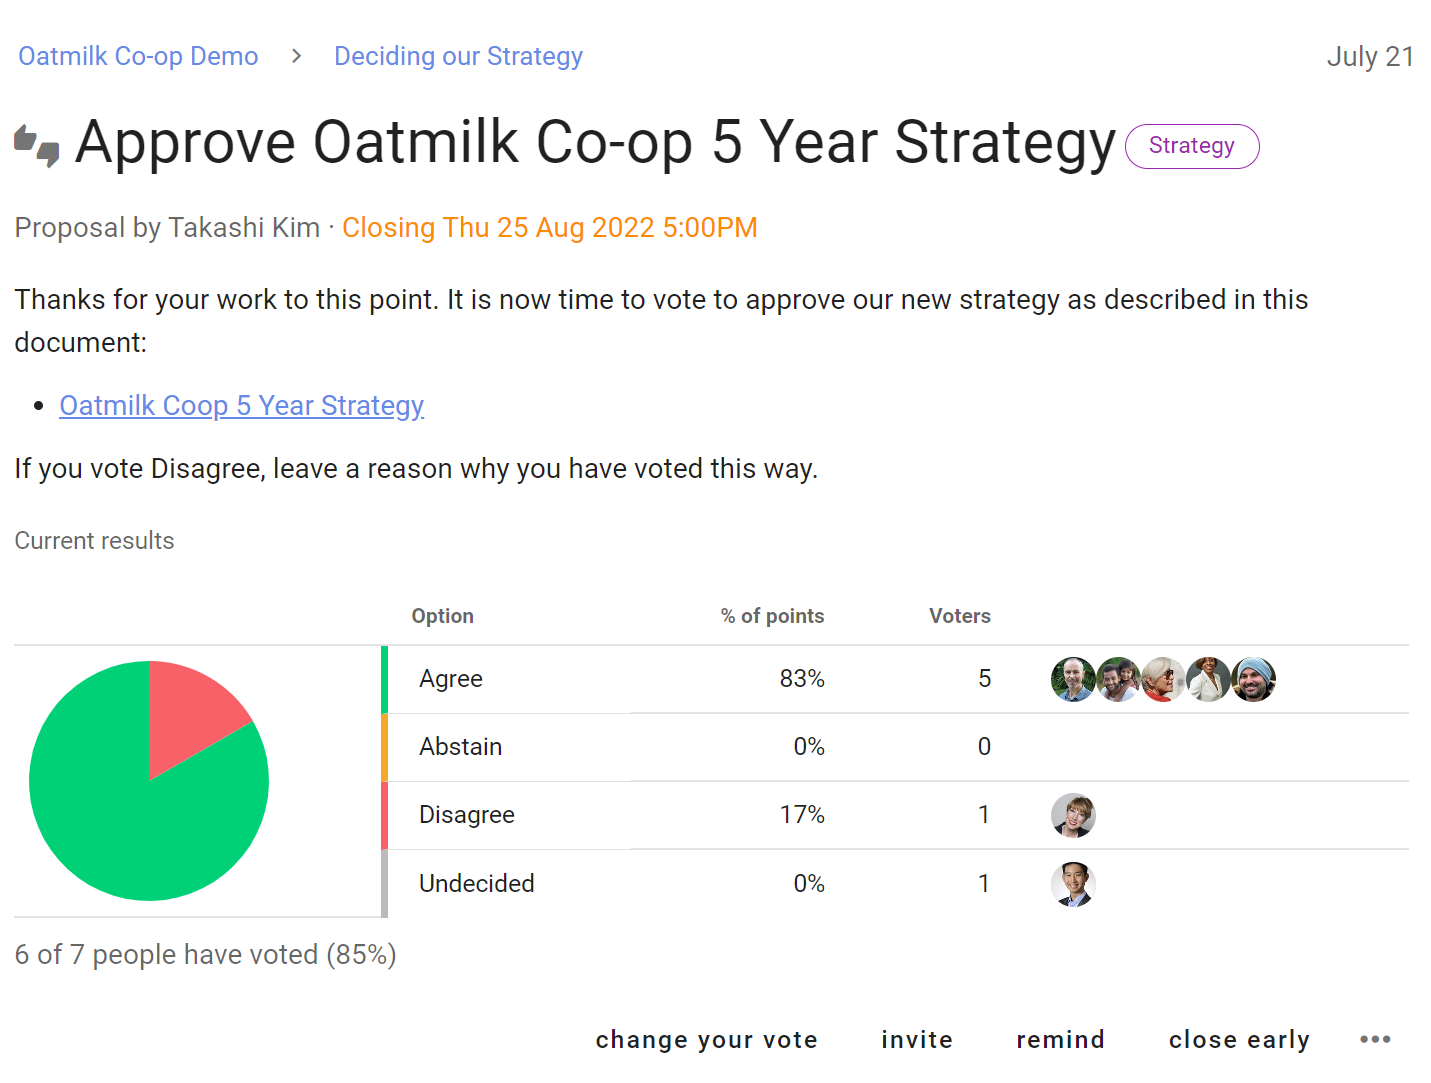 Oatmilk Co-op Demo > Deciding our Strategy July 21
Approve Oatmilk Co-op 5 Year Strategy Strategy
Proposal by Takashi Kim · Closing Thu 25 Aug 2022 5:00PM
Thanks for your work to this point. It is now time to vote to approve our new strategy as described in this
document:
• Oatmilk Coop 5 Year Strategy
If you vote Disagree, leave a reason why you have voted this way.
Current results
Option % of points Voters
Agree 83% 5
Abstain 0% 0
Disagree 17% 1
Undecided 0% 1
6 of 7 people have voted (85%)
change your vote invite remind close early •••